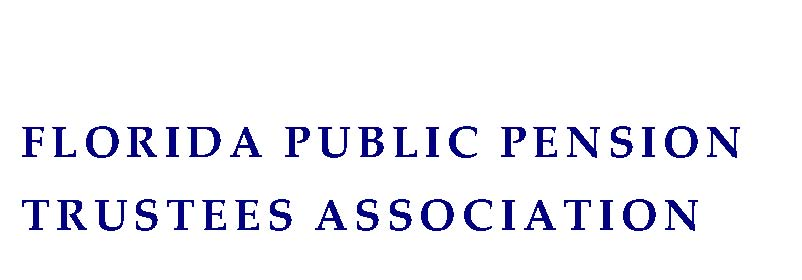 FLORIDA PUBLIC PENSION
TRUSTEES ASSOCIATION